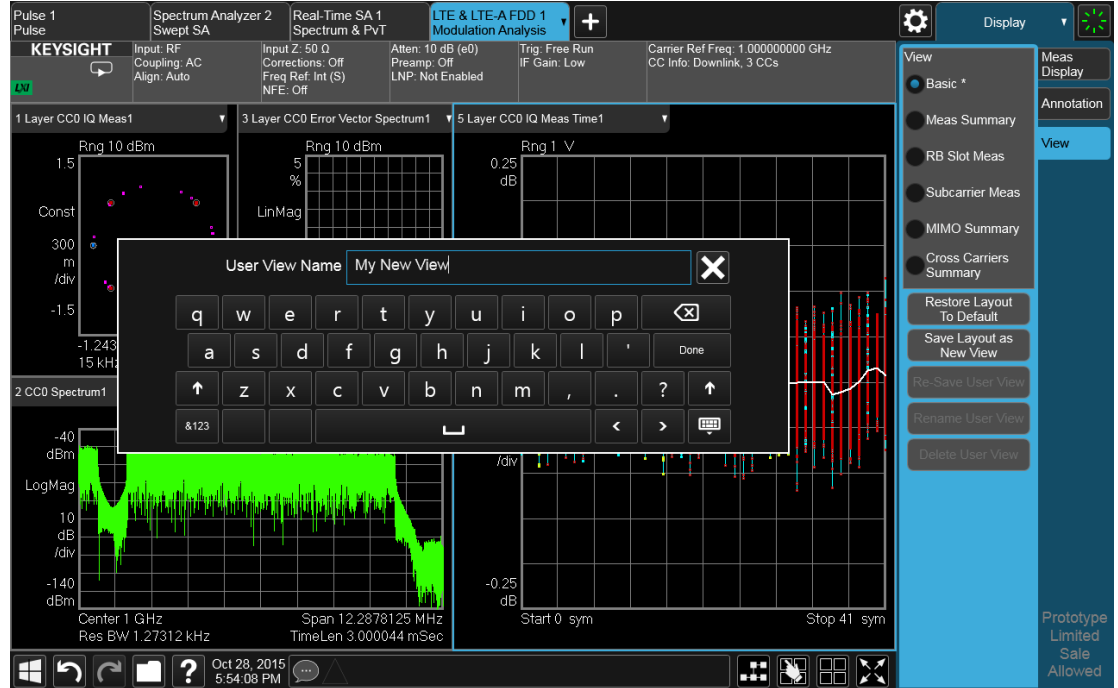 Pulse 1
Pulse
Spectrum Analyzer 2
Swept SA
Real-Time SA 1
Spectrum & PvT
LTE & LTE-A FDD 1
Modulation Analysis
Display
KEYSIGHT
LXI
Input: RF
Coupling: AC
Align: Auto
Input Z: 50 Ω
Corrections: Off
Freq Ref: Int (S)
NFE: Off
Atten: 10 dB (e0)
Preamp: Off
LNP: Not Enabled
Trig: Free Run
IF Gain: Low
Carrier Ref Freq: 1.000000000 GHz
CC Info: Downlink, 3 CCs
1 Layer CC0 IQ Meas1
Rng 10 dBm
1.5
Const
300
m
/div
-1.5
-1.243
15 kHz
3 Layer CC0 Error Vector Spectrum1
Rng 10 dBm
5
%
LinMag
5 Layer CC0 IQ Meas Time1
Rng 1 V
0.25
dB
/div
-0.25
dB
Start 0 sym
Stop 41 sym
User View Name
My New View
q w e r t y u i o p
a s d f g h j k l ' Done
z x c v b n m , . ?
&123 < >
2 CC0 Spectrum1
-40
dBm
LogMag
10
dB
/div
-140
dBm
Center 1 GHz
Res BW 1.27312 kHz
Span 12.2878125 MHz
TimeLen 3.000044 mSec
View
Basic *
Meas Summary
RB Slot Meas
Subcarrier Meas
MIMO Summary
Cross Carriers
Summary
Restore Layout
To Default
Save Layout as
New View
Re-Save User View
Rename User View
Delete User View
Meas
Display
Annotation
View
Prototype
Limited
Sale
Allowed
?
Oct 28, 2015
5:54:08 PM